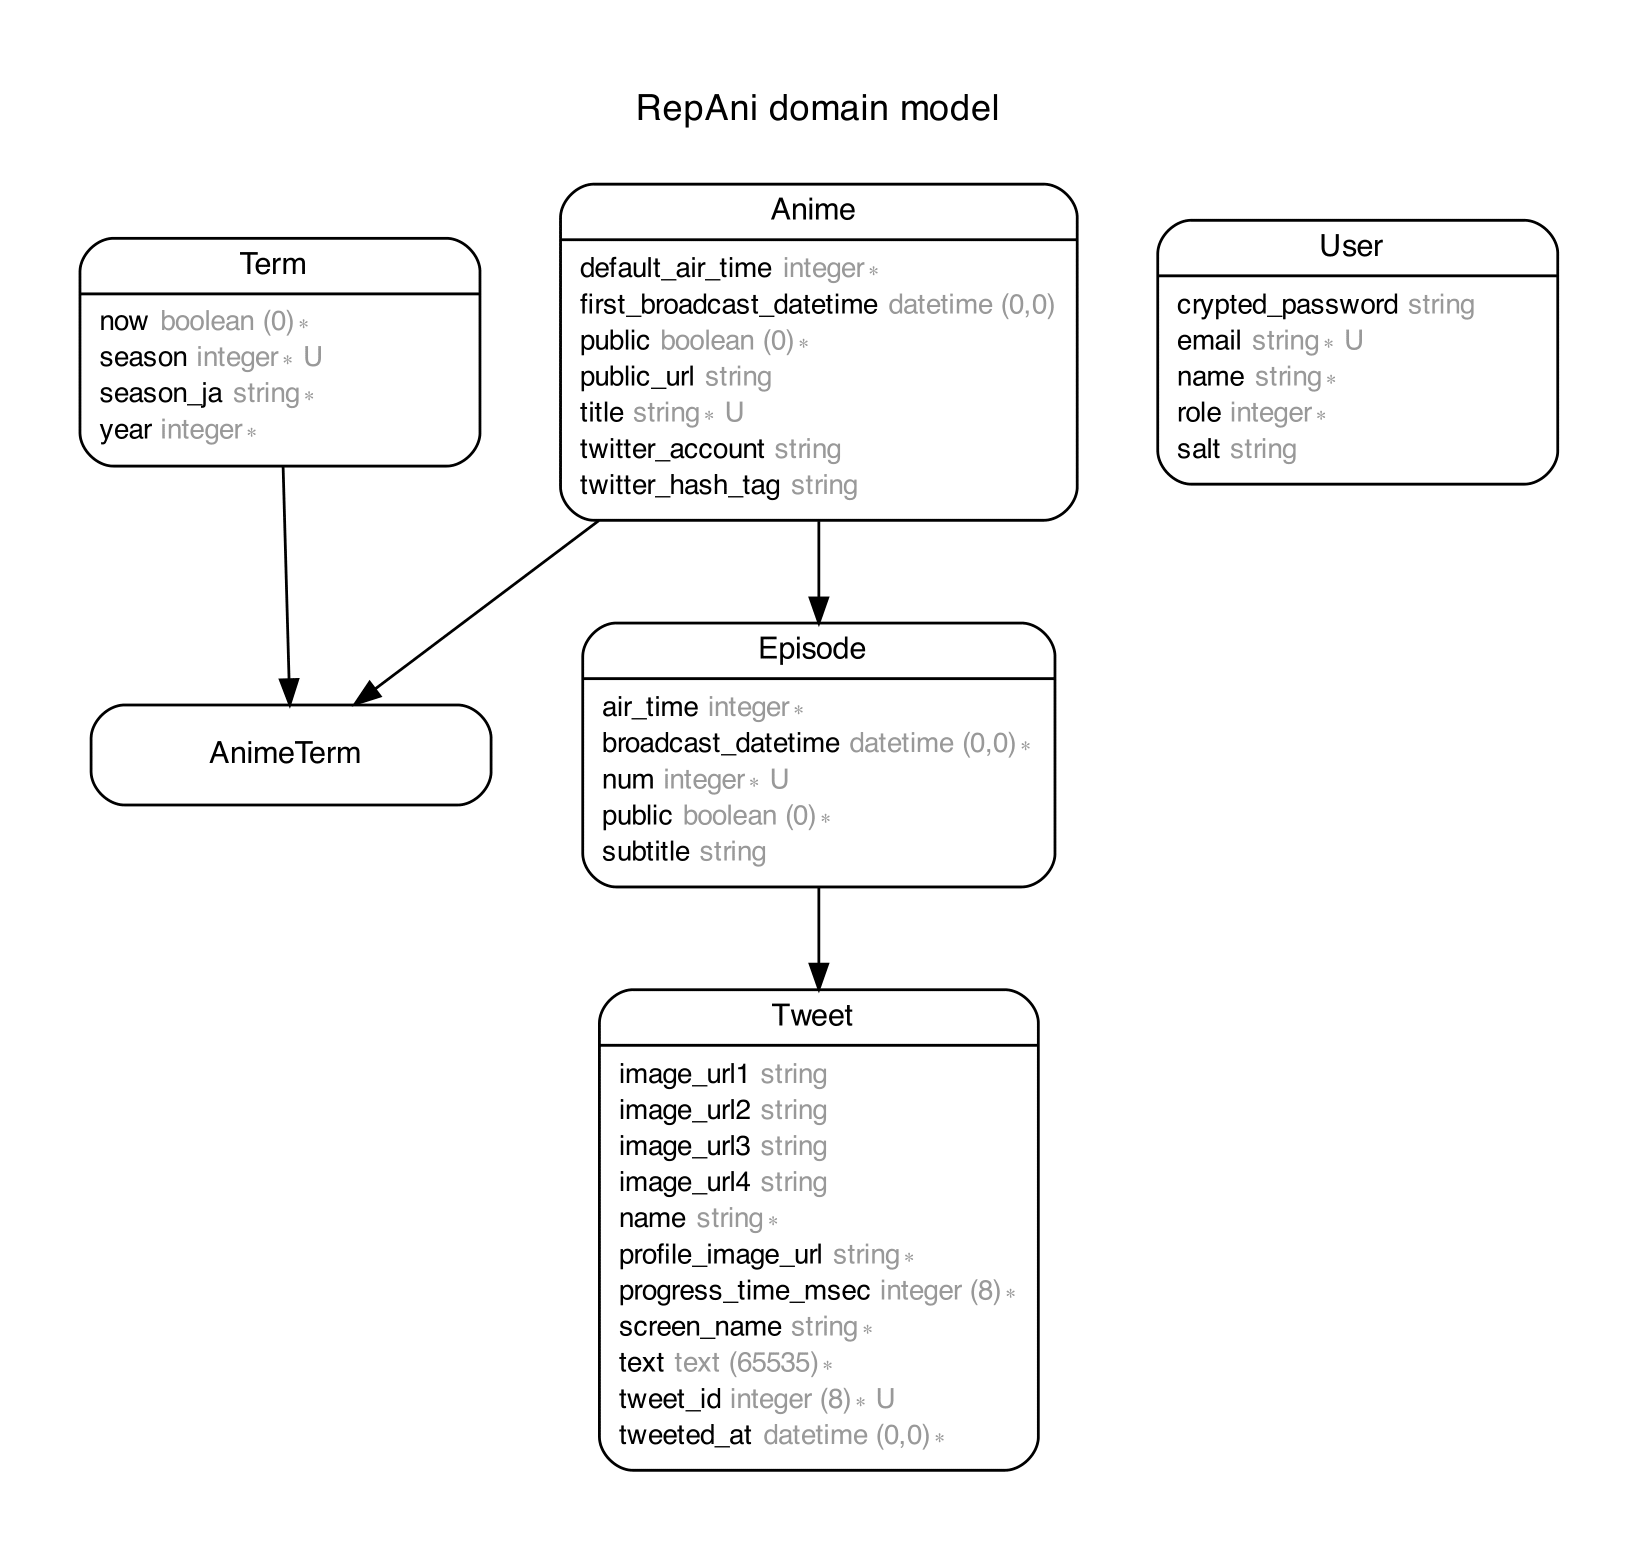 RepAni domain model
Term
now boolean (0)∗
season integer∗ U
season_ja string∗
year integer∗
Anime
default_air_time integer∗
first_broadcast_datetime datetime (0,0)
public boolean (0)∗
public_url string
title string∗ U
twitter_account string
twitter_hash_tag string
User
crypted_password string
email string∗ U
name string∗
role integer∗
salt string
AnimeTerm
Episode
air_time integer∗
broadcast_datetime datetime (0,0)∗
num integer∗ U
public boolean (0)∗
subtitle string
Tweet
image_url1 string
image_url2 string
image_url3 string
image_url4 string
name string∗
profile_image_url string∗
progress_time_msec integer (8)∗
screen_name string∗
text text (65535)∗
tweet_id integer (8)∗ U
tweeted_at datetime (0,0)∗